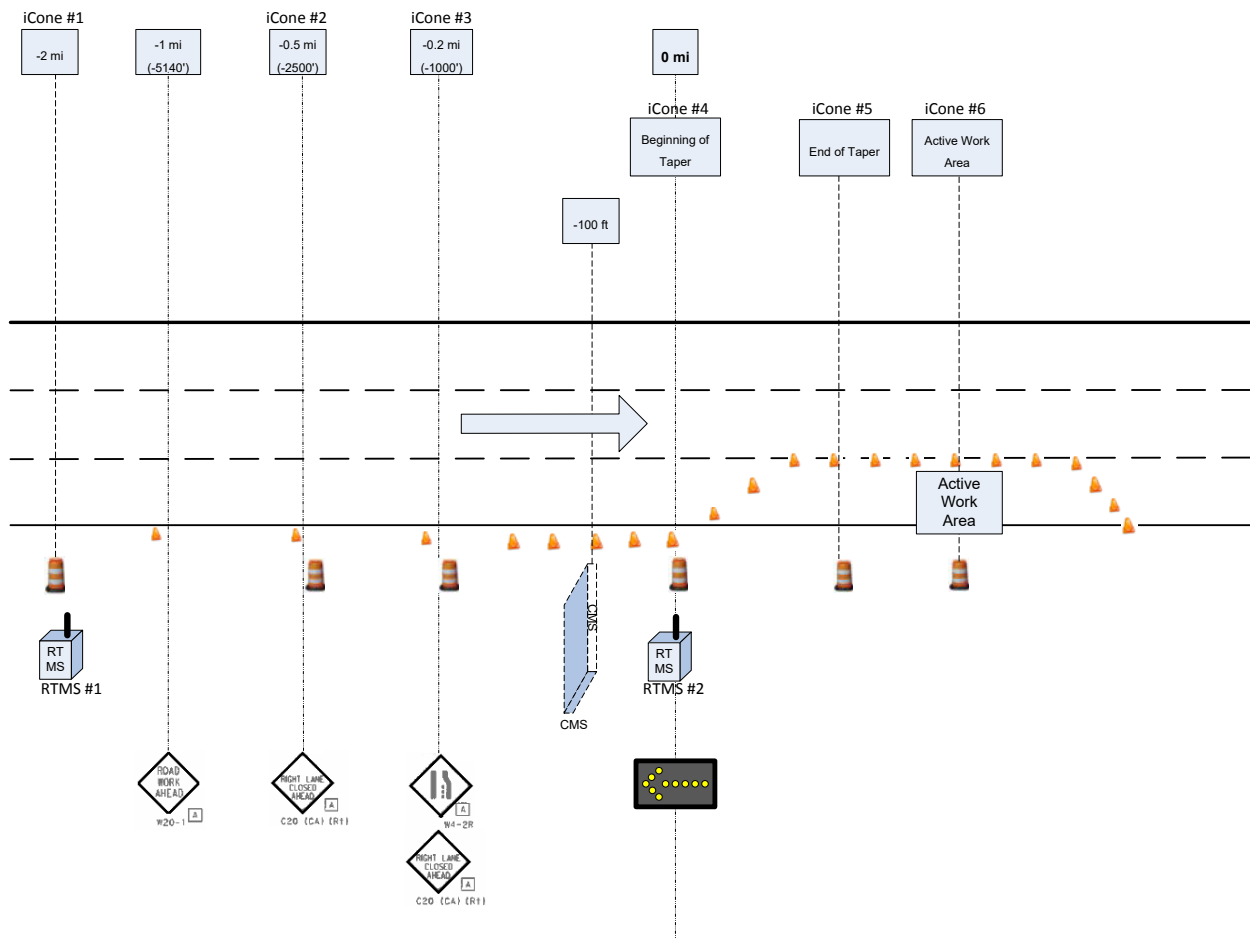 iCone #1
iCone #2
iCone #3
-2 mi
-1 mi
(-5140')
-0.5 mi
(-2500')
-0.2 mi
(-1000')
0 mi
iCone #4
iCone #5
iCone #6
Beginning of
Taper
End of Taper
Active Work
Area
-100 ft
Active
Work
Area
CMS
RT
MS
RTMS #1
RT
MS
RTMS #2
CMS
ROAD
WORK
AHEAD
A
W20-1
RIGHT LANE
CLOSED
AHEAD
A
C20 (CA) (Rt)
A
W4-2R
RIGHT LANE
CLOSED
AHEAD
A
C20 (CA) (Rt)